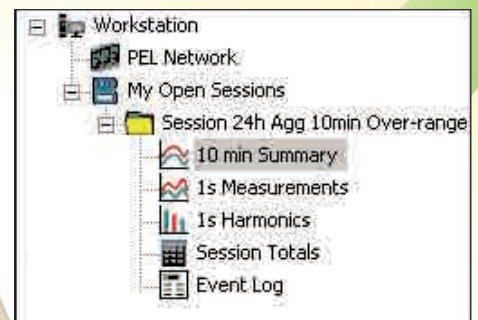 Workstation
PEL Network
My Open Sessions
Session 24h Agg 10min Over-range
10 min Summary
1s Measurements
1s Harmonics
Session Totals
Event Log